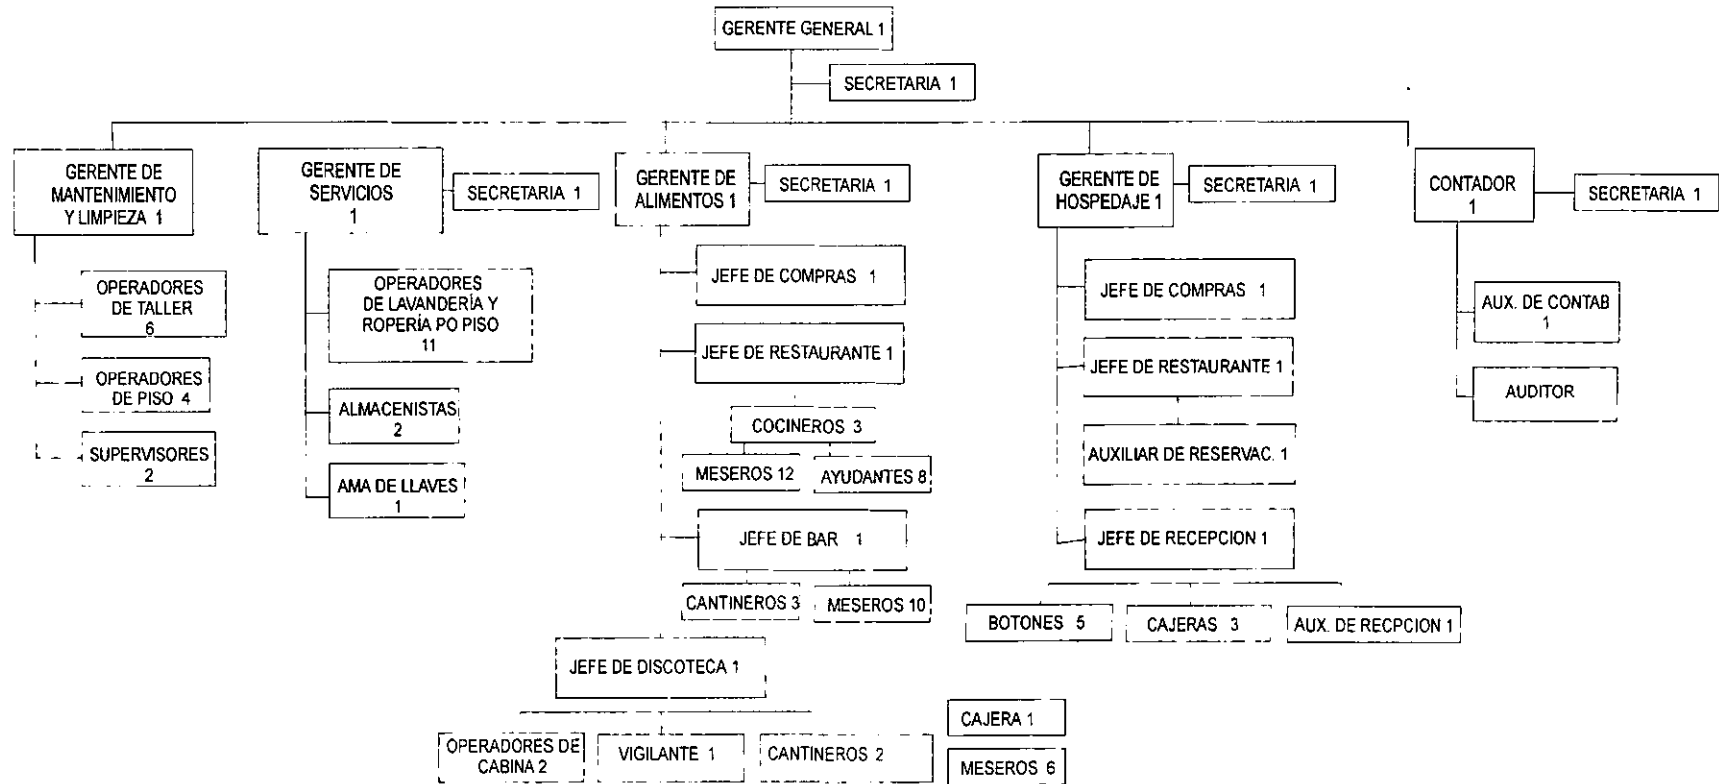 GERENTE GENERAL 1
SECRETARIA 1
GERENTE DE
MANTENIMIENTO
Y LIMPIEZA 1
GERENTE DE
SERVICIOS
1
SECRETARIA 1
GERENTE DE
ALIMENTOS 1
SECRETARIA 1
GERENTE DE
HOSPEDAJE 1
SECRETARIA 1
CONTADOR
1
SECRETARIA 1
OPERADORES
DE TALLER
6
OPERADORES
DE PISO 4
SUPERVISORES
2
OPERADORES
DE LAVANDERÍA Y
ROPERÍA PO PISO
11
ALMACENISTAS
2
AMA DE LLAVES
1
JEFE DE COMPRAS 1
JEFE DE RESTAURANTE 1
COCINEROS 3
MESEROS 12
AYUDANTES 8
JEFE DE BAR 1
CANTINEROS 3
MESEROS 10
JEFE DE DISCOTECA 1
OPERADORES DE
CABINA 2
VIGILANTE 1
CANTINEROS 2
CAJERA 1
MESEROS 6
JEFE DE COMPRAS 1
JEFE DE RESTAURANTE 1
AUXILIAR DE RESERVAC. 1
JEFE DE RECEPCION 1
BOTONES 5
CAJERAS 3
AUX. DE RECPCION 1
AUX. DE CONTAB
1
AUDITOR